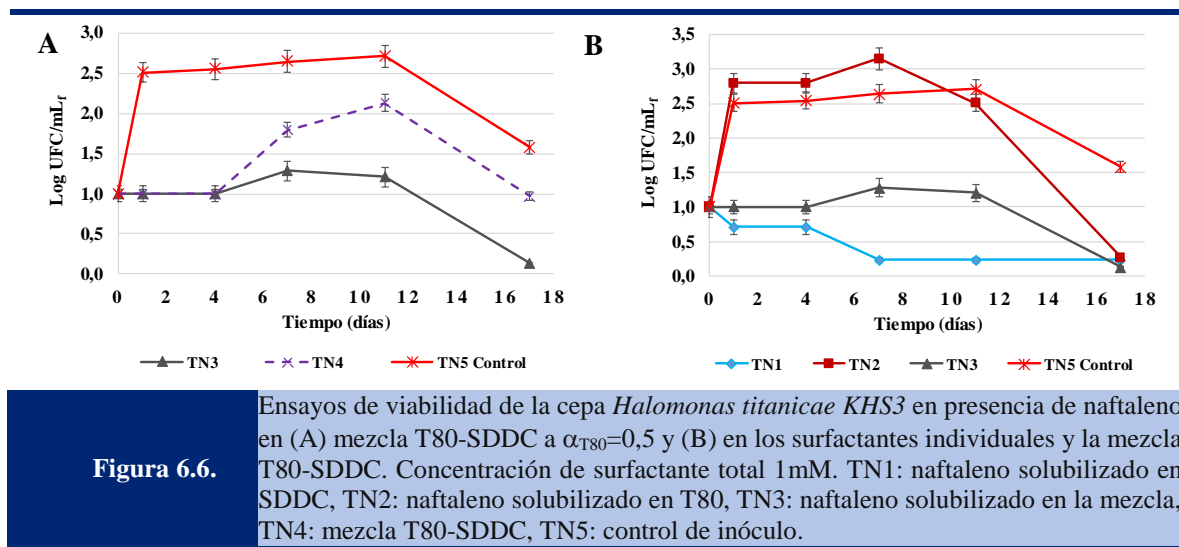 A
3,0
2,5
2,0
1,5
1,0
0,5
0,0
Log UFC/mLf
0 2 4 6 8 10 12 14 16 18
Tiempo (días)
TN3 TN4 TN5 Control
B
3,5
3,0
2,5
2,0
1,5
1,0
0,5
0,0
Log UFC/mLf
0 2 4 6 8 10 12 14 16 18
Tiempo (días)
TN1 TN2 TN3 TN5 Control
Figura 6.6.
Ensayos de viabilidad de la cepa Halomonas titanicae KHS3 en presencia de naftaleno
en (A) mezcla T80-SDDC a αT80=0,5 y (B) en los surfactantes individuales y la mezcla
T80-SDDC. Concentración de surfactante total 1mM. TN1: naftaleno solubilizado en
SDDC, TN2: naftaleno solubilizado en T80, TN3: naftaleno solubilizado en la mezcla,
TN4: mezcla T80-SDDC, TN5: control de inóculo.